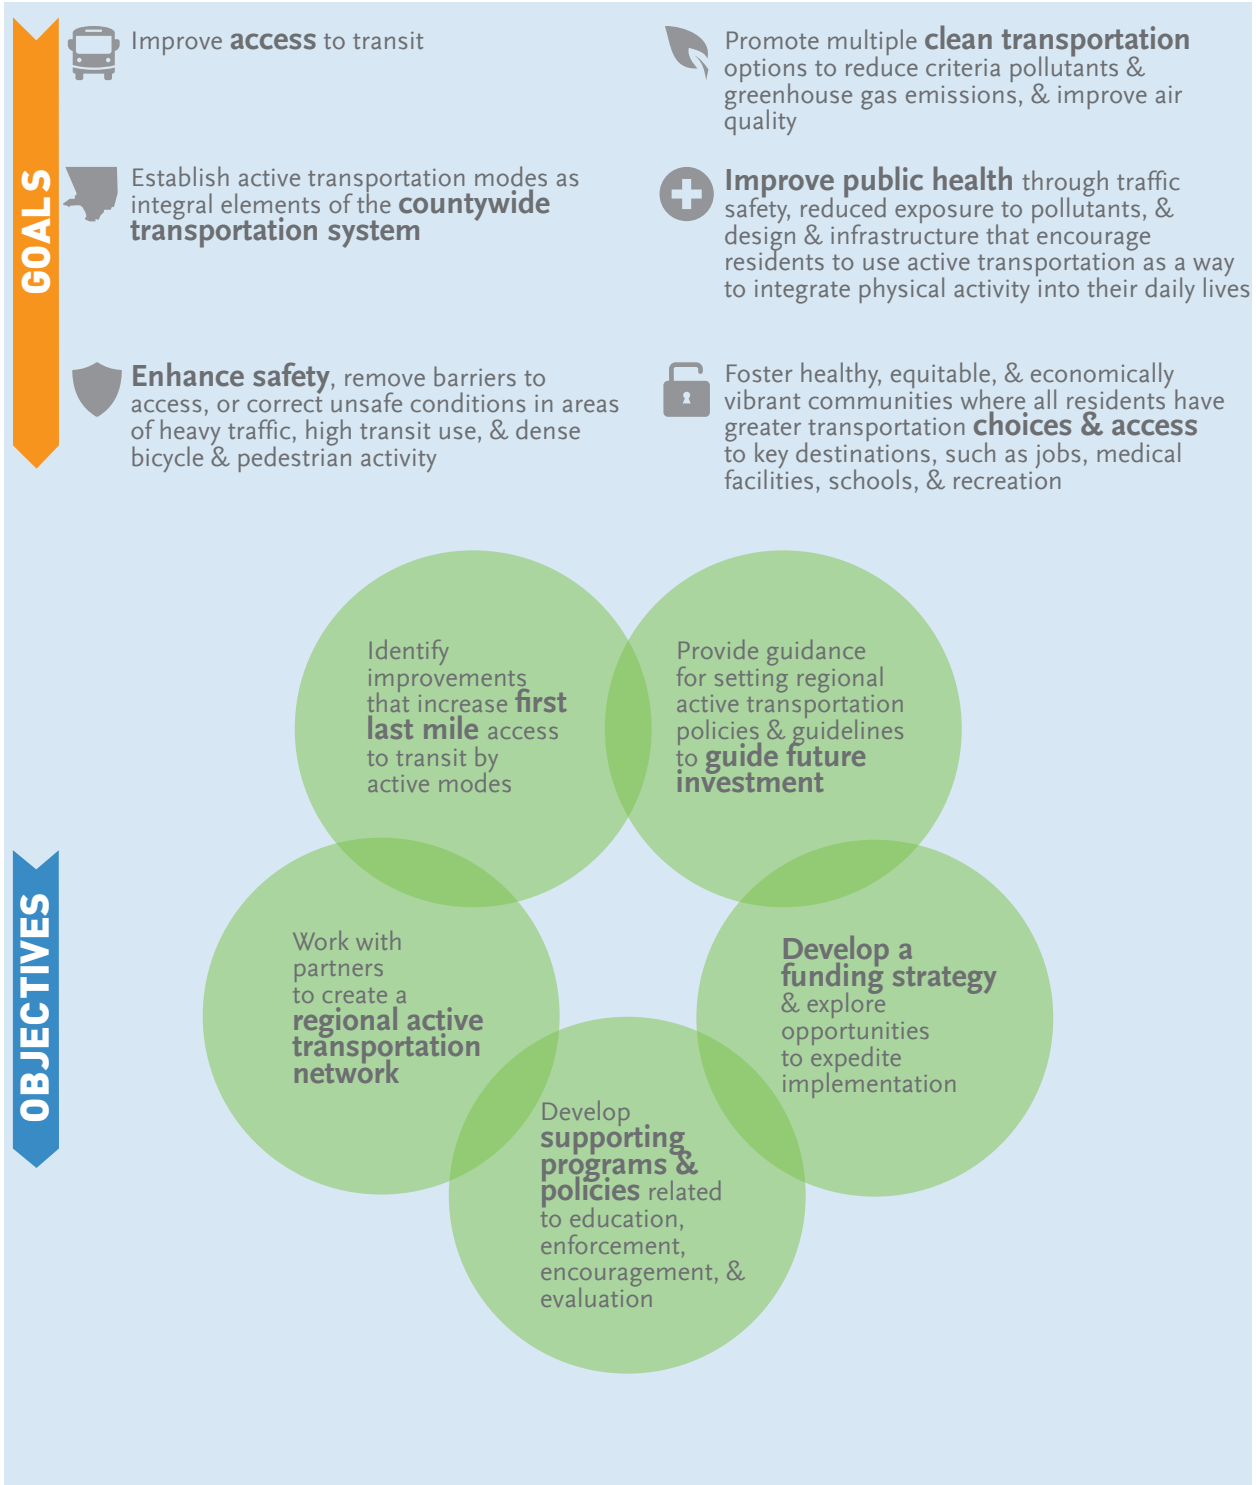 GOALS
Improve access to transit
Establish active transportation modes as
integral elements of the countywide
transportation system
Enhance safety, remove barriers to
access, or correct unsafe conditions in areas
of heavy traffic, high transit use, & dense
bicycle & pedestrian activity
Promote multiple clean transportation
options to reduce criteria pollutants &
greenhouse gas emissions, & improve air
quality
Improve public health through traffic
safety, reduced exposure to pollutants, &
design & infrastructure that encourage
residents to use active transportation as a way
to integrate physical activity into their daily lives
Foster healthy, equitable, & economically
vibrant communities where all residents have
greater transportation choices & access
to key destinations, such as jobs, medical
facilities, schools, & recreation
OBJECTIVES
Identify
improvements
that increase first
last mile access
to transit by
active modes
Provide guidance
for setting regional
active transportation
policies & guidelines
to guide future
investment
Work with
partners
to create a
regional active
transportation
network
Develop a
funding strategy
& explore
opportunities
to expedite
implementation
Develop
supporting
programs &
policies related
to education,
enforcement,
encouragement, &
evaluation